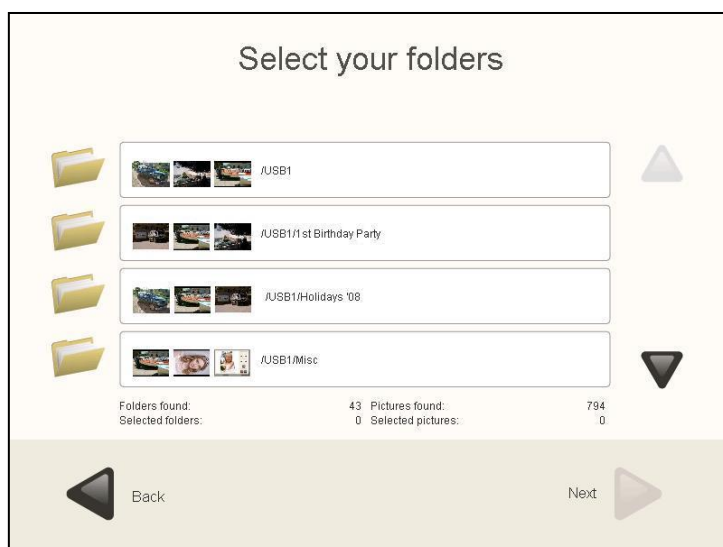 Select your folders
/USB1
/USB1/1st Birthday Party
/USB1/Holidays '08
/USB1/Misc
Folders found: 43 Pictures found: 794
Selected folders: 0 Selected pictures: 0
Back Next